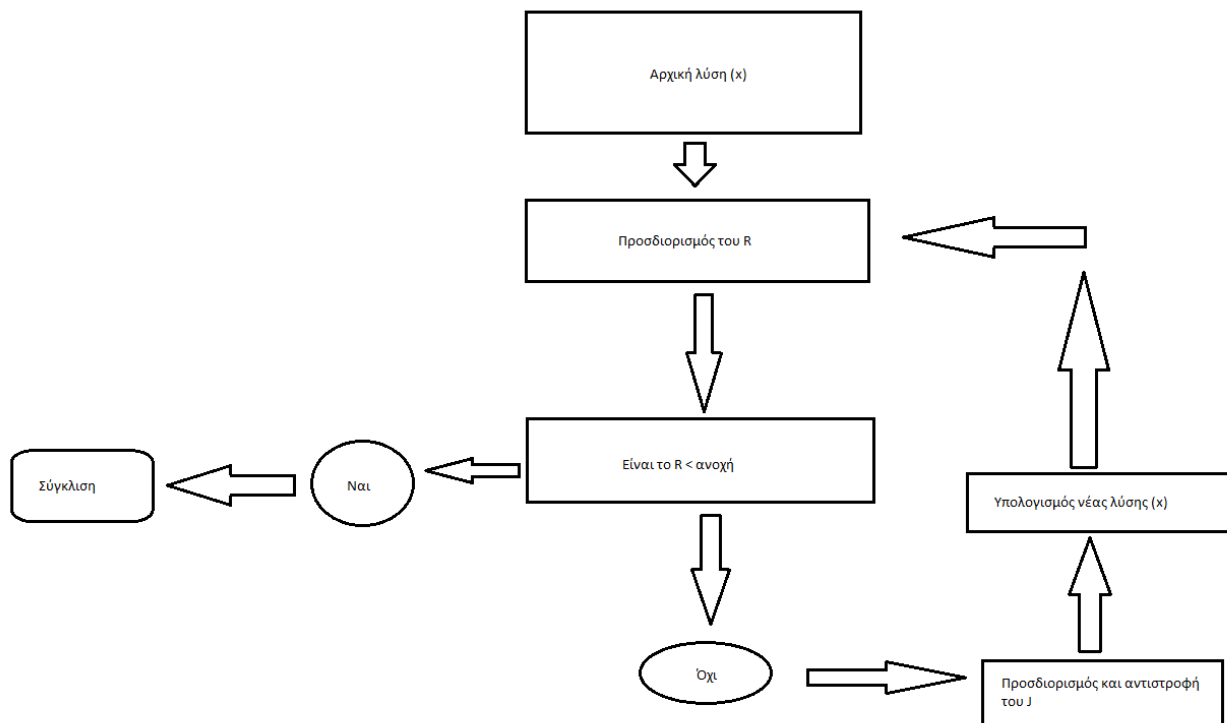 Αρχική λύση (x)
Προσδιορισμός του R
Είναι το R < ανοχή
Ναι
Σύγκλιση
Όχι
Προσδιορισμός και αντιστροφή
του J
Υπολογισμός νέας λύσης (x)